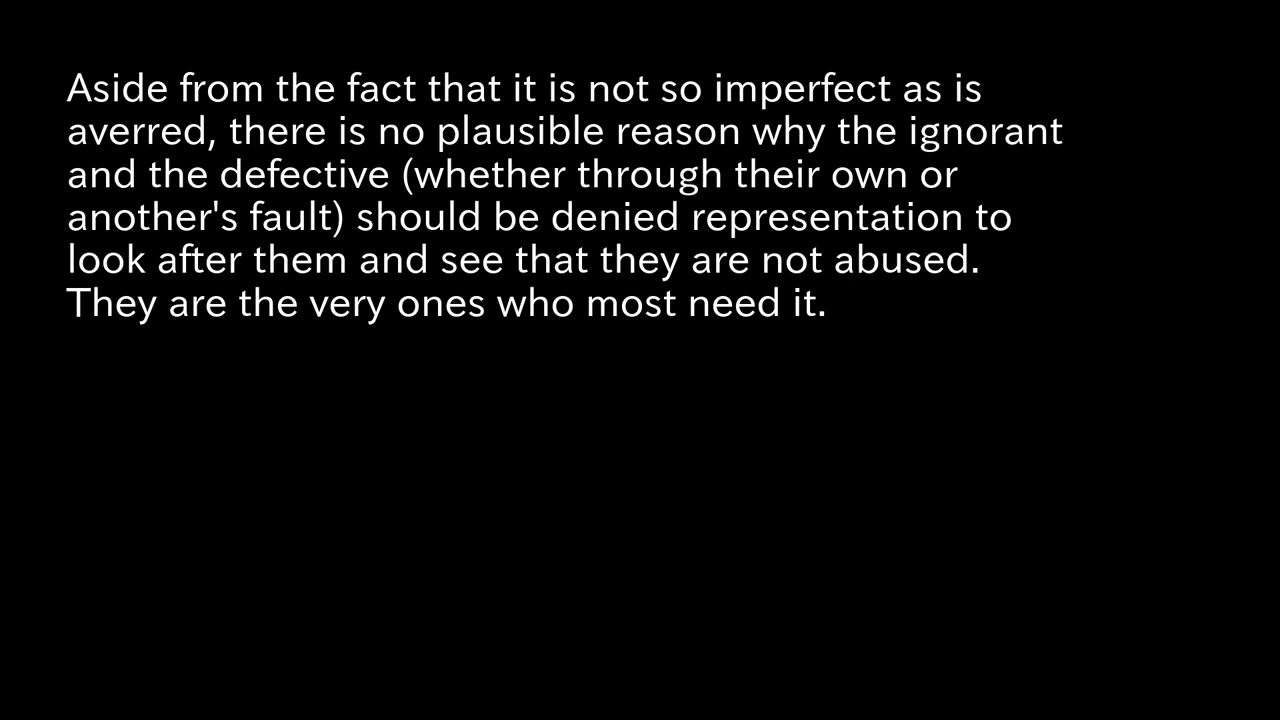 Aside from the fact that it is not so imperfect as is
averred, there is no plausible reason why the ignorant
and the defective (whether through their own or
another's fault) should be denied representation to
look after them and see that they are not abused.
They are the very ones who most need it.